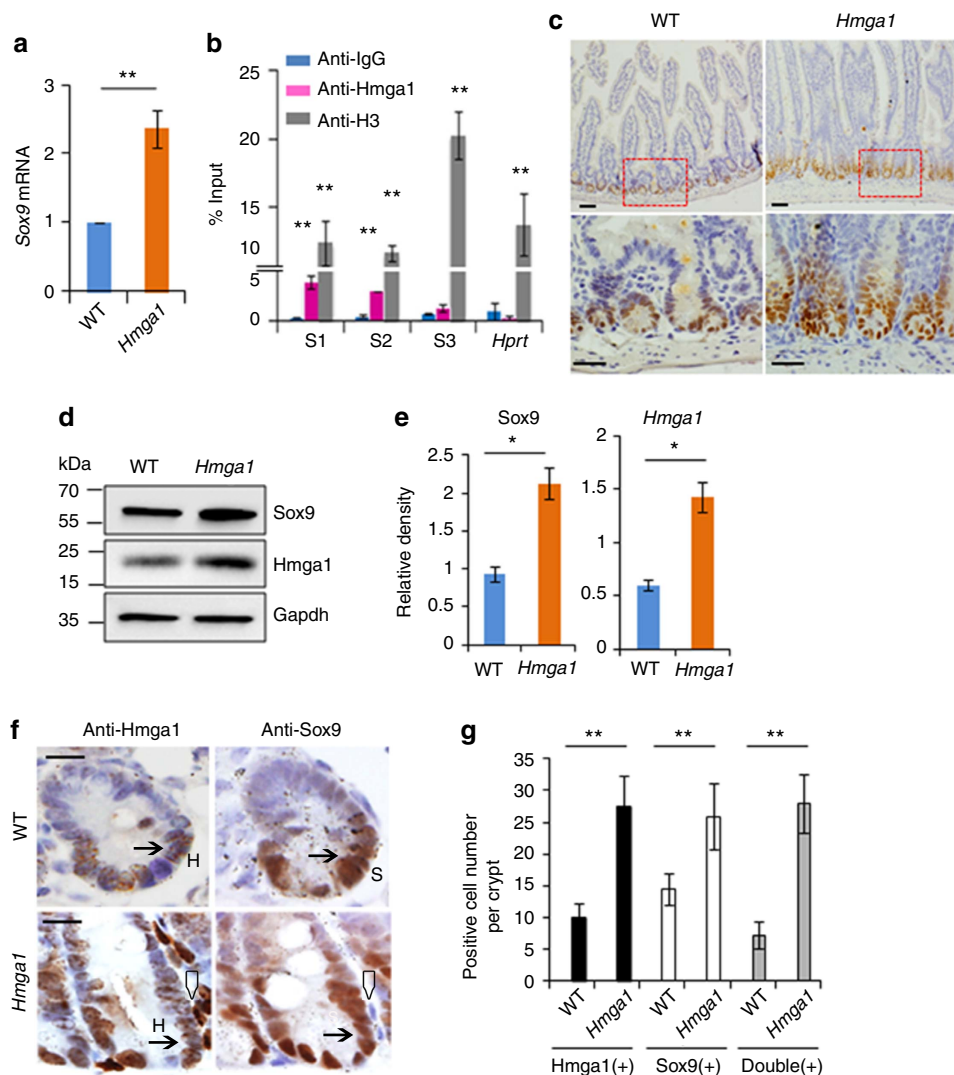 a
**
3
2
1
0
Sox9 mRNA
WT
Hmga1
b
Anti-IgG
Anti-Hmga1
Anti-H3
25
20
15
10
5
0
% Input
** **
** **
**
**
S1 S2 S3 Hprt
c
WT Hmga1
d
kDa WT Hmga1
70
55
Sox9
25
15
Hmga1
35
Gapdh
e
Sox9
*
2.5
2
1.5
1
0.5
0
Relative density
WT Hmga1
Hmga1
*
2
1.5
1
0.5
0
WT Hmga1
f
Anti-Hmga1 Anti-Sox9
WT
H
S
Hmga1
H
g
** ** **
35
30
25
20
15
10
5
0
Positive cell number
per crypt
WT Hmga1 WT Hmga1 WT Hmga1
Hmga1(+) Sox9(+) Double(+)